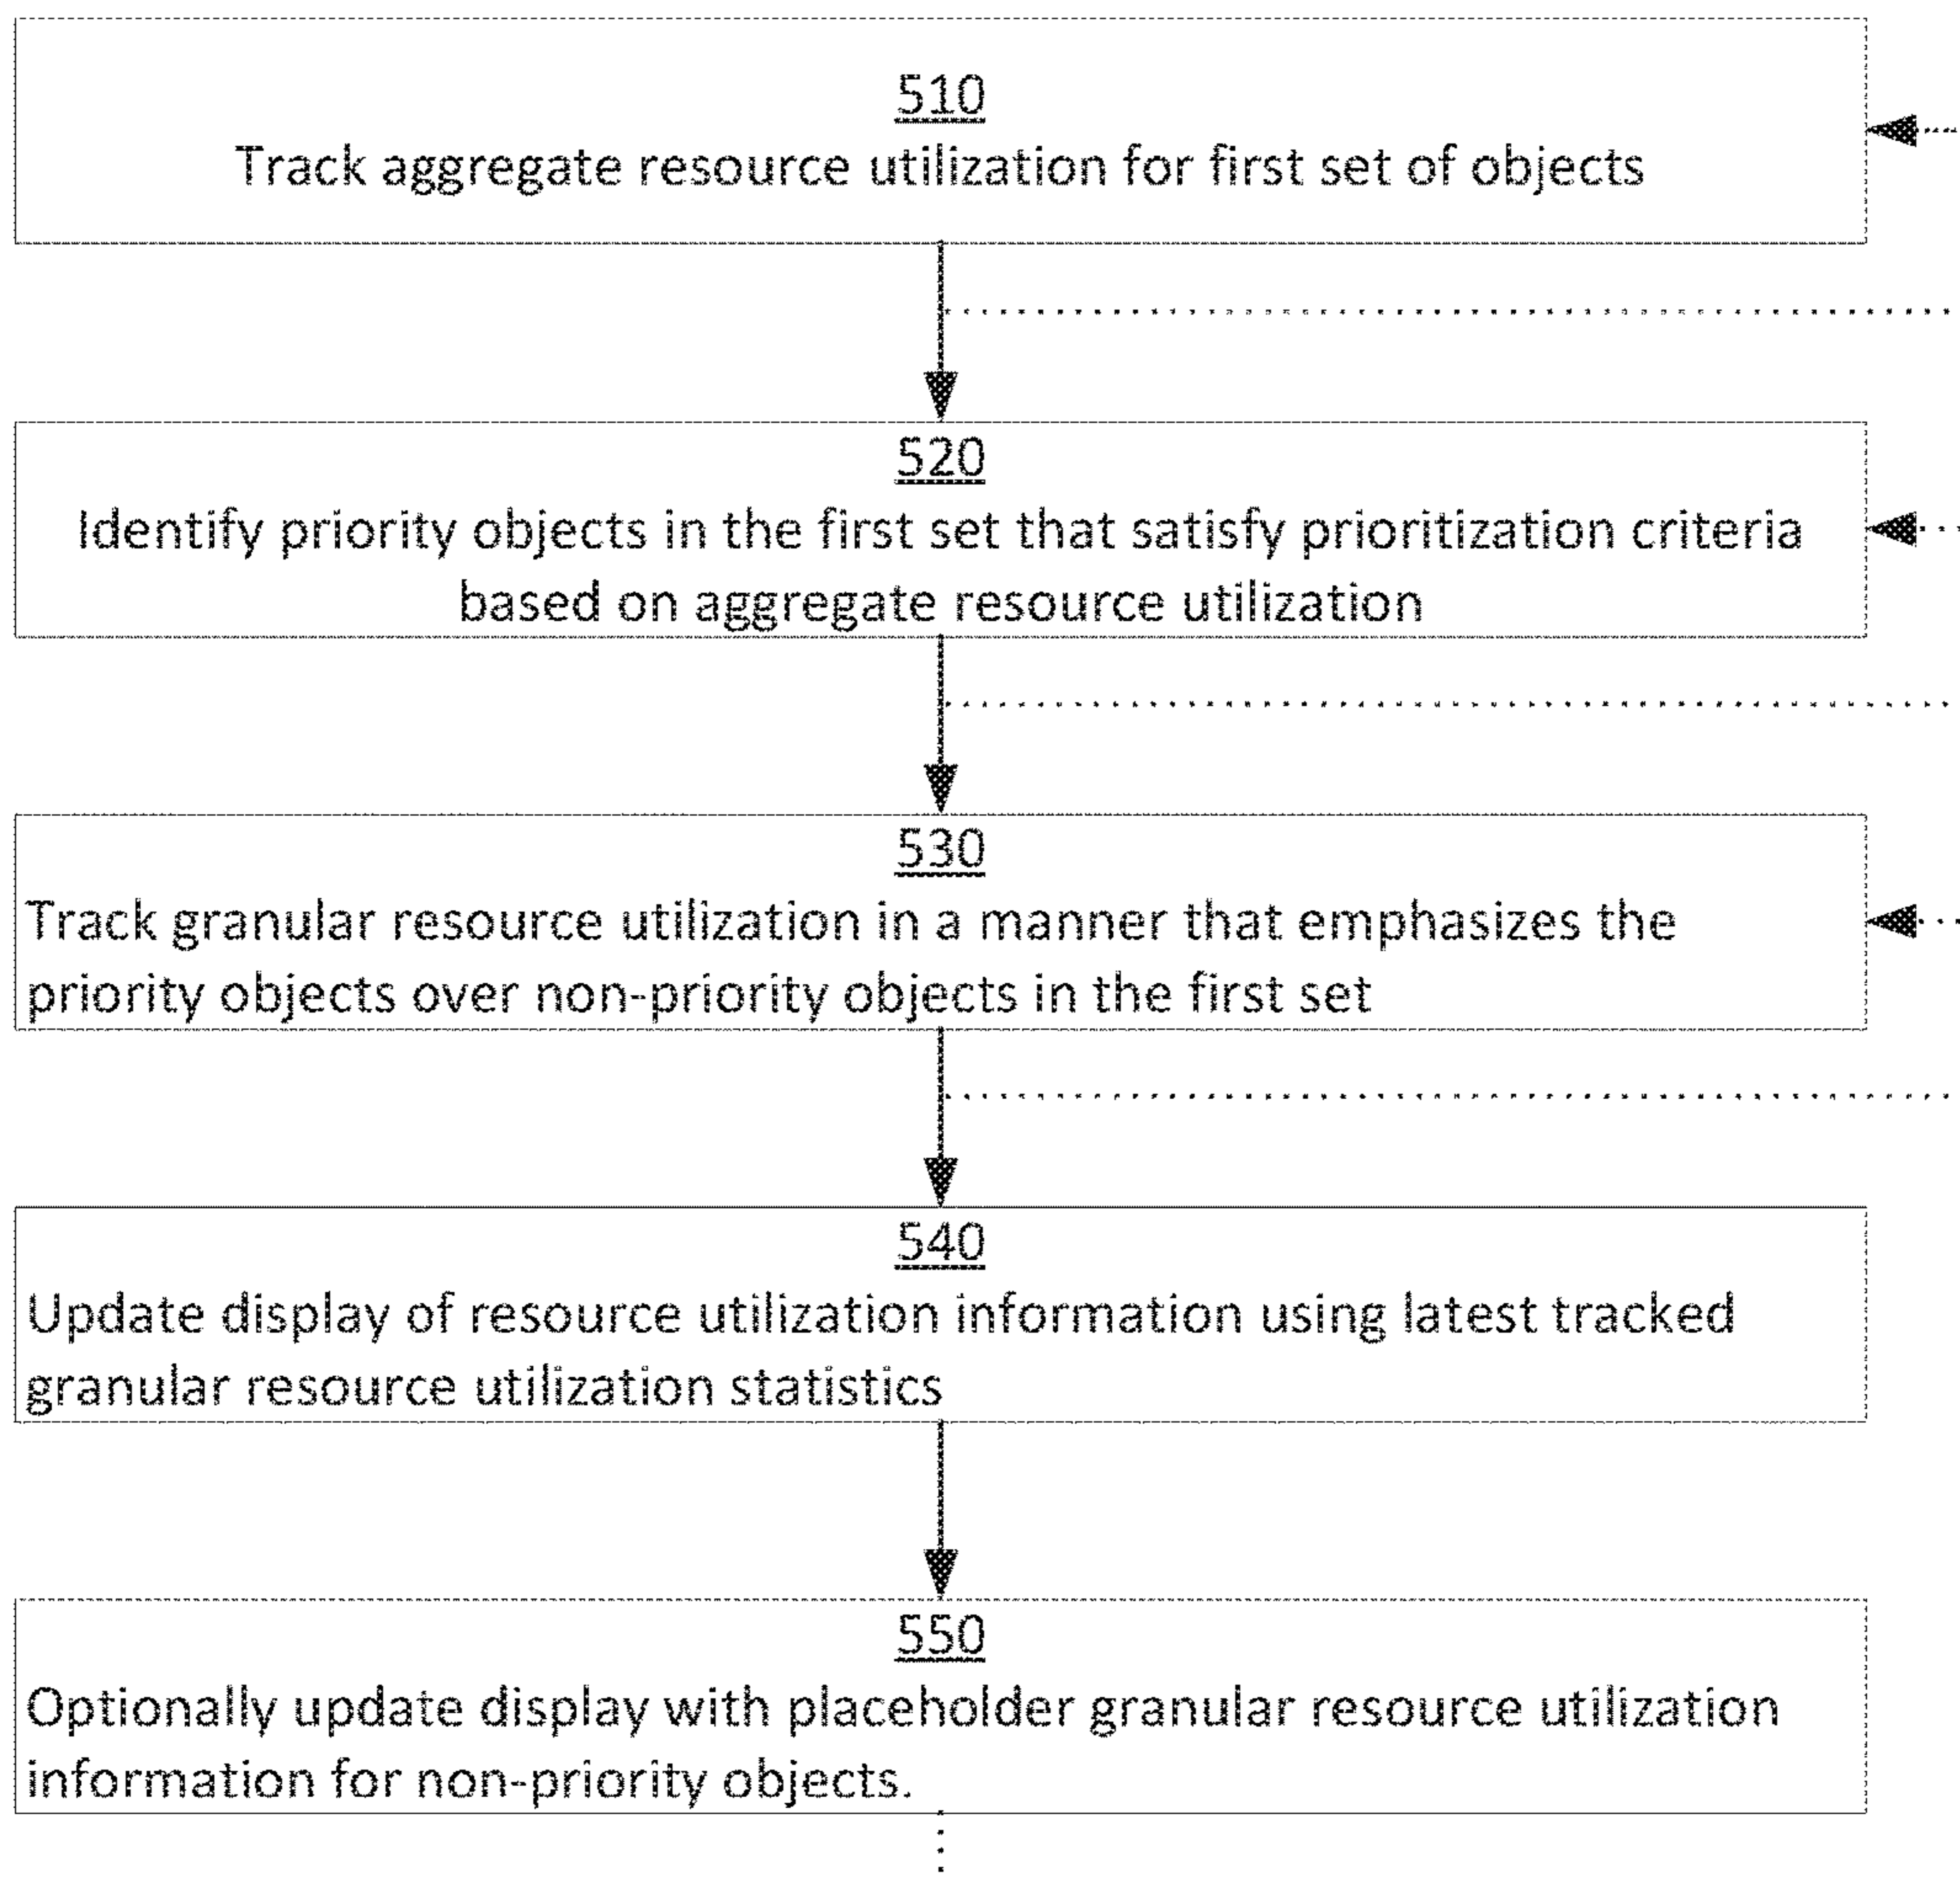 510
Track aggregate resource utilization for first set of objects
520
Identify priority objects in the first set that satisfy prioritization criteria
based on aggregate resource utilization
530
Track granular resource utilization in a manner that emphasizes the
priority objects over non-priority objects in the first set
540
Update display of resource utilization information using latest tracked
granular resource utilization statistics
550
Optionally update display with placeholder granular resource utilization
information for non-priority objects.